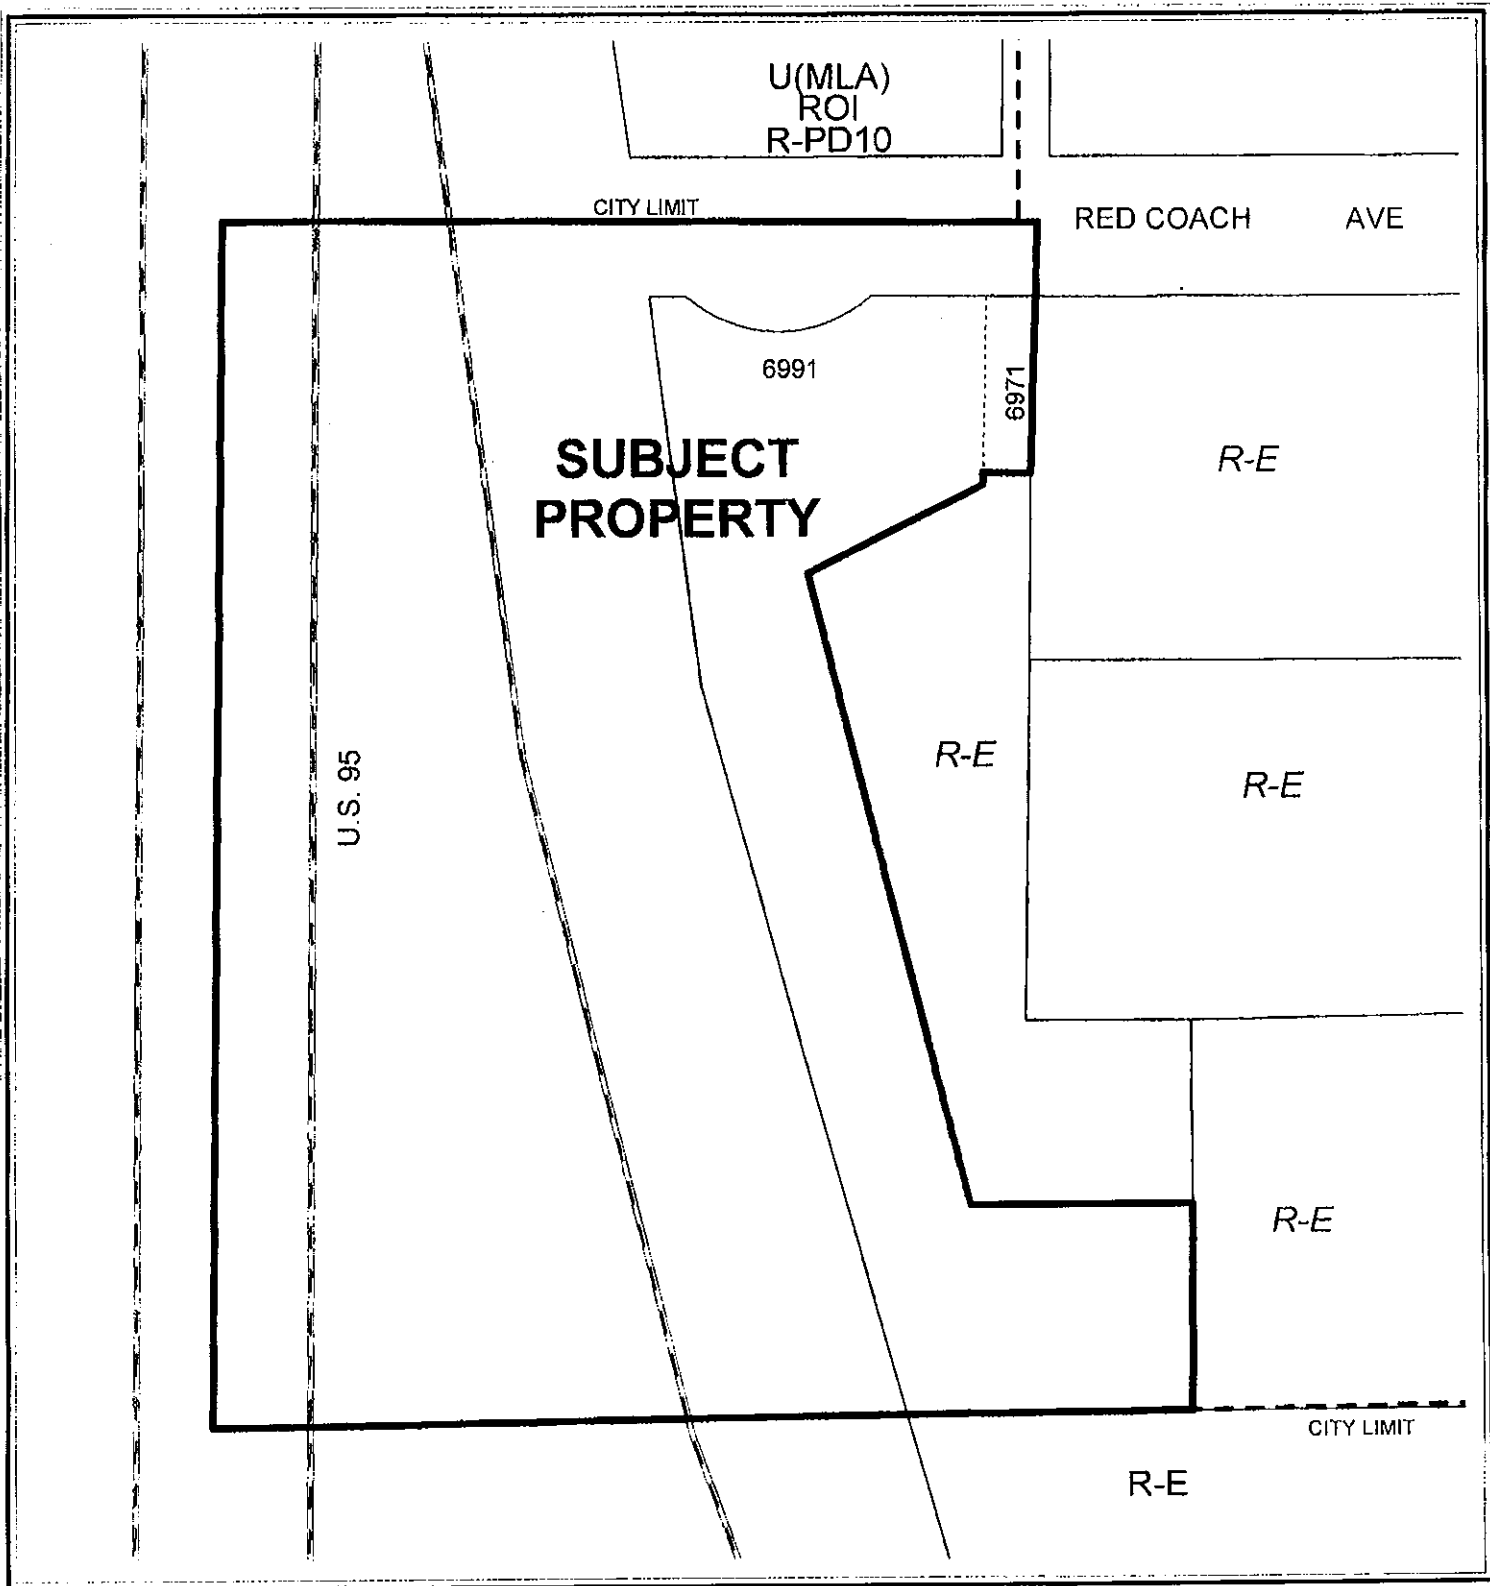 U(MLA)
ROI
R-PD10
CITY LIMIT
RED COACH AVE
6991
6971
SUBJECT
PROPERTY
R-E
U.S. 95
R-E
R-E
R-E
CITY LIMIT
R-E